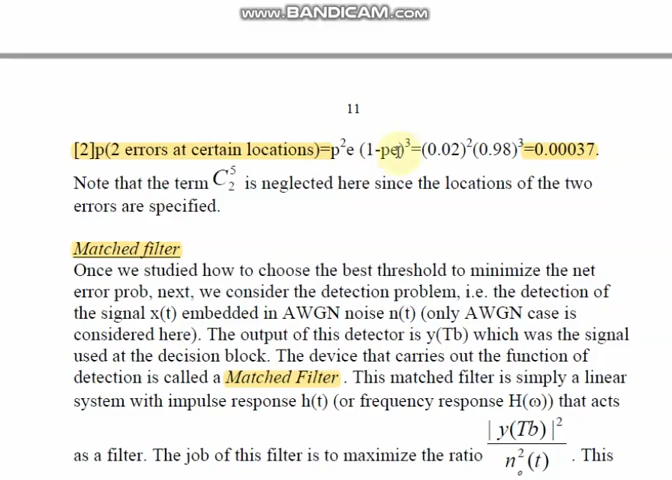 www.BANDICAM.com
11
[2]p(2 errors at certain locations)=p²e (1-pe)³=(0.02)²(0.98)³=0.00037.
Note that the term C₂⁵ is neglected here since the locations of the two
errors are specified.
Matched filter
Once we studied how to choose the best threshold to minimize the net
error prob, next, we consider the detection problem, i.e. the detection of
the signal x(t) embedded in AWGN noise n(t) (only AWGN case is
considered here). The output of this detector is y(Tb) which was the signal
used at the decision block. The device that carries out the function of
detection is called a Matched Filter . This matched filter is simply a linear
system with impulse response h(t) (or frequency response H(ω)) that acts
as a filter. The job of this filter is to maximize the ratio |y(Tb)|² / nₒ²(t) . This